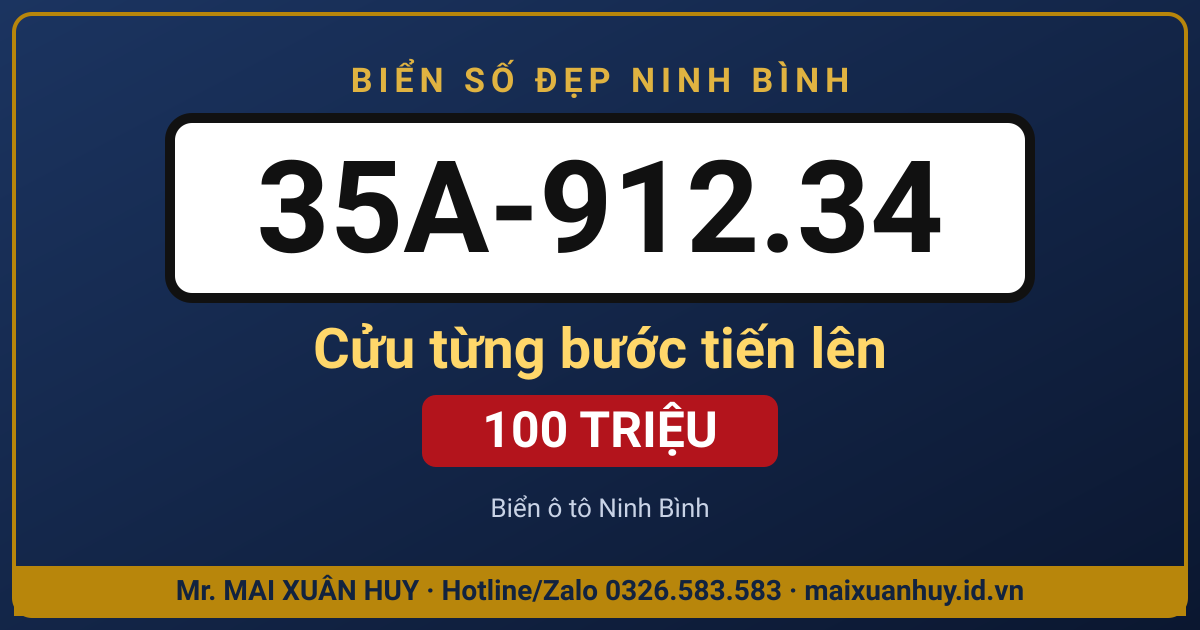 BIỂN SỐ ĐẸP NINH BÌNH
35A-912.34
Cửu từng bước tiến lên
100 TRIỆU
Biển ô tô Ninh Bình
Mr. MAI XUÂN HUY · Hotline/Zalo 0326.583.583 · maixuanhuy.id.vn